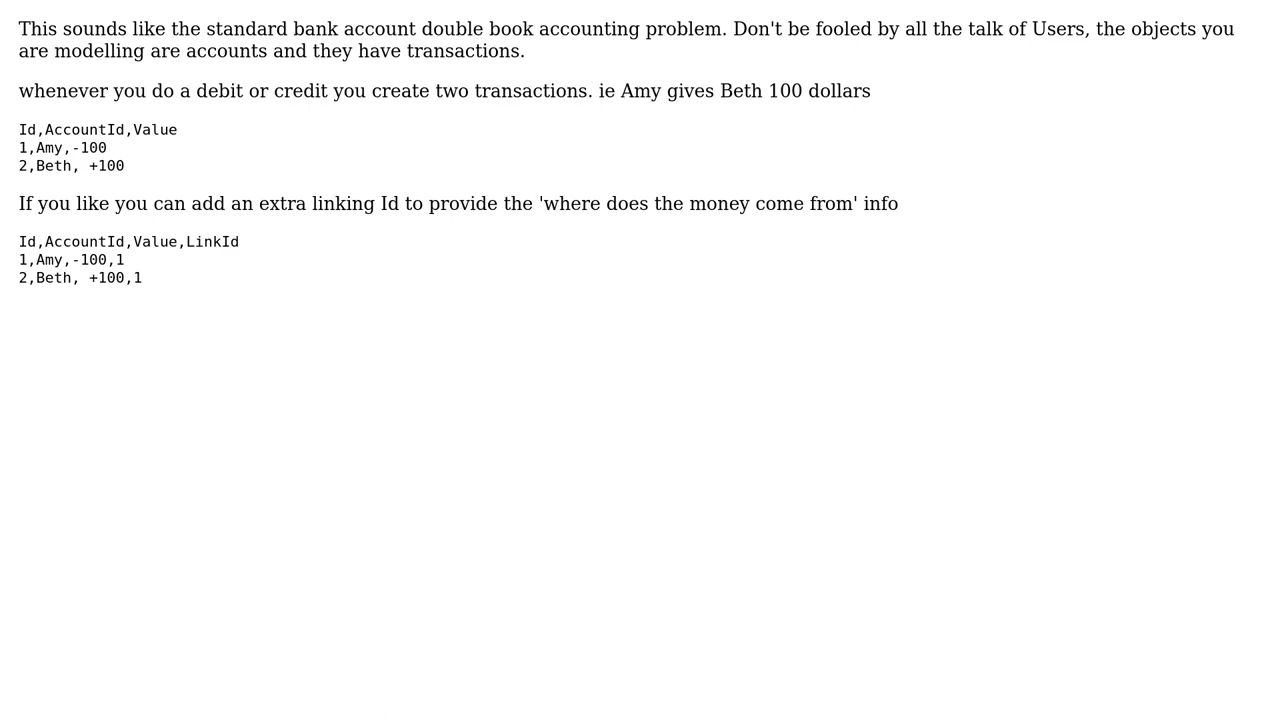 This sounds like the standard bank account double book accounting problem. Don't be fooled by all the talk of Users, the objects you
are modelling are accounts and they have transactions.
whenever you do a debit or credit you create two transactions. ie Amy gives Beth 100 dollars
Id,AccountId,Value
1,Amy,-100
2,Beth, +100
If you like you can add an extra linking Id to provide the 'where does the money come from' info
Id,AccountId,Value,LinkId
1,Amy,-100,1
2,Beth, +100,1